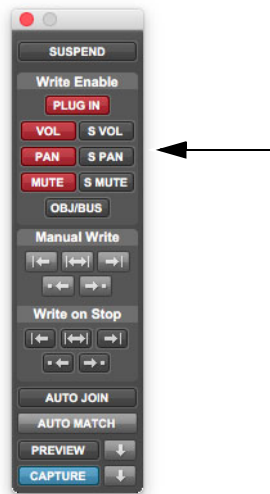 SUSPEND
Write Enable
PLUG IN
VOL S VOL
PAN S PAN
MUTE S MUTE
OBJ/BUS
Manual Write
Write on Stop
AUTO JOIN
AUTO MATCH
PREVIEW
CAPTURE